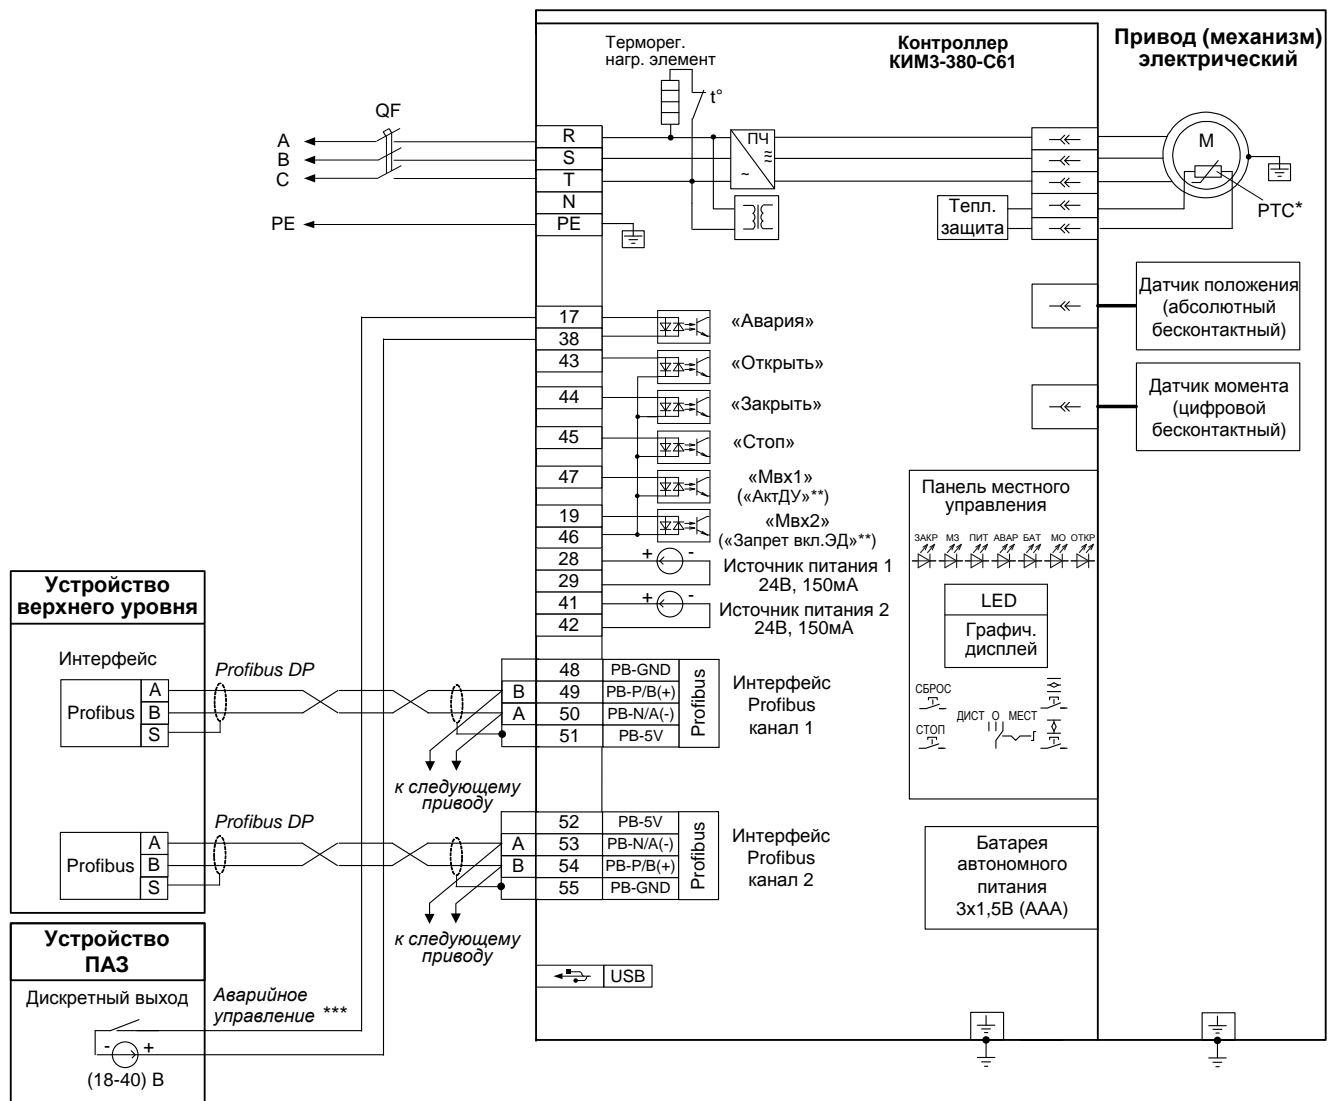 Терморег.
нагр. элемент
Контроллер
КИМ3-380-С61
Привод (механизм)
электрический
t°
QF
A
B
C
PE
R
S
T
N
PE
ПЧ
≈
~
M
PTC*
Тепл.
защита
Датчик положения
(абсолютный
бесконтактный)
Датчик момента
(цифровой
бесконтактный)
17
38
«Авария»
43
«Открыть»
44
«Закрыть»
45
«Стоп»
47
«Мвх1»
(«АктДУ»**)
19
46
«Мвх2»
(«Запрет вкл.ЭД»**)
28
29
+ -
Источник питания 1
24В, 150мА
41
42
+ -
Источник питания 2
24В, 150мА
Панель местного
управления
ЗАКР МЗ ПИТ АВАР БАТ МО ОТКР
LED
Графич.
дисплей
СБРОС
СТОП
ДИСТ О МЕСТ
Устройство
верхнего уровня
Интерфейс
Profibus
A
B
S
Profibus DP
B
A
48 PB-GND
49 PB-P/B(+)
50 PB-N/A(-)
51 PB-5V
Profibus
Интерфейс
Profibus
канал 1
к следующему
приводу
Profibus
A
B
S
Profibus DP
A
B
52 PB-5V
53 PB-N/A(-)
54 PB-P/B(+)
55 PB-GND
Profibus
Интерфейс
Profibus
канал 2
к следующему
приводу
Батарея
автономного
питания
3x1,5В (AAA)
USB
Устройство
ПАЗ
Дискретный выход
- +
(18-40) В
Аварийное
управление ***